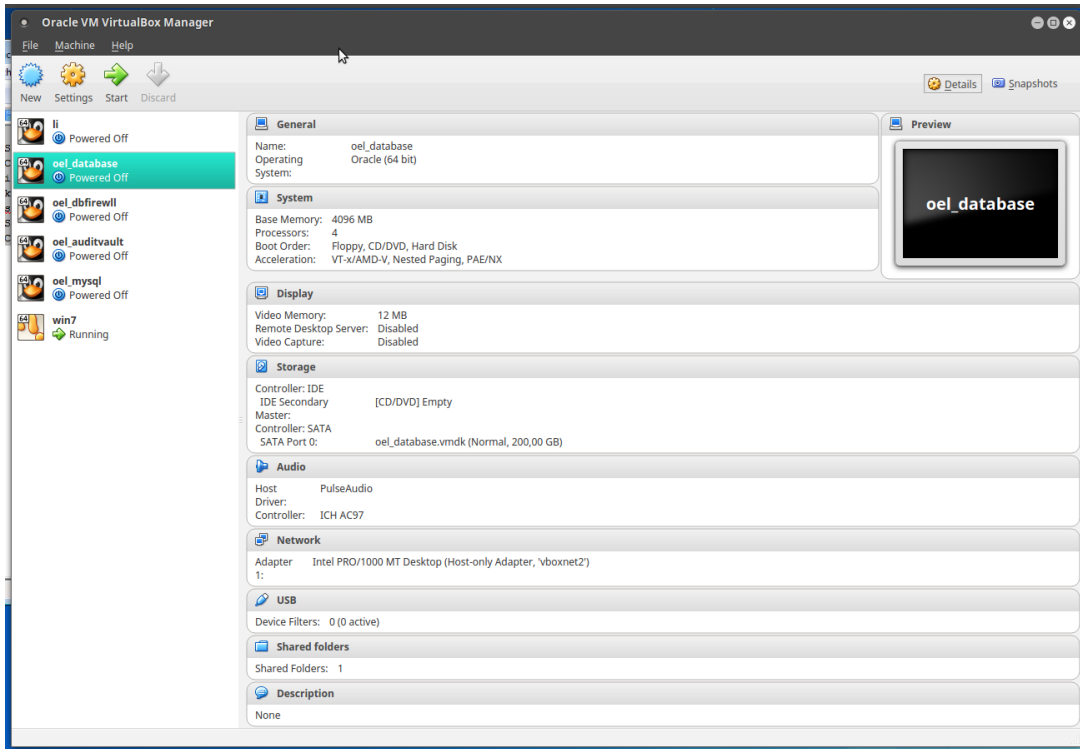 Oracle VM VirtualBox Manager
File Machine Help
New Settings Start Discard
Details Snapshots
64 li
Powered Off
64 oel_database
Powered Off
64 oel_dbfirewll
Powered Off
64 oel_auditvault
Powered Off
64 oel_mysql
Powered Off
64 win7
Running
General
Name: oel_database
Operating Oracle (64 bit)
System:
System
Base Memory: 4096 MB
Processors: 4
Boot Order: Floppy, CD/DVD, Hard Disk
Acceleration: VT-x/AMD-V, Nested Paging, PAE/NX
Preview
oel_database
Display
Video Memory: 12 MB
Remote Desktop Server: Disabled
Video Capture: Disabled
Storage
Controller: IDE
IDE Secondary [CD/DVD] Empty
Master:
Controller: SATA
SATA Port 0: oel_database.vmdk (Normal, 200,00 GB)
Audio
Host PulseAudio
Driver:
Controller: ICH AC97
Network
Adapter Intel PRO/1000 MT Desktop (Host-only Adapter, 'vboxnet2')
1:
USB
Device Filters: 0 (0 active)
Shared folders
Shared Folders: 1
Description
None